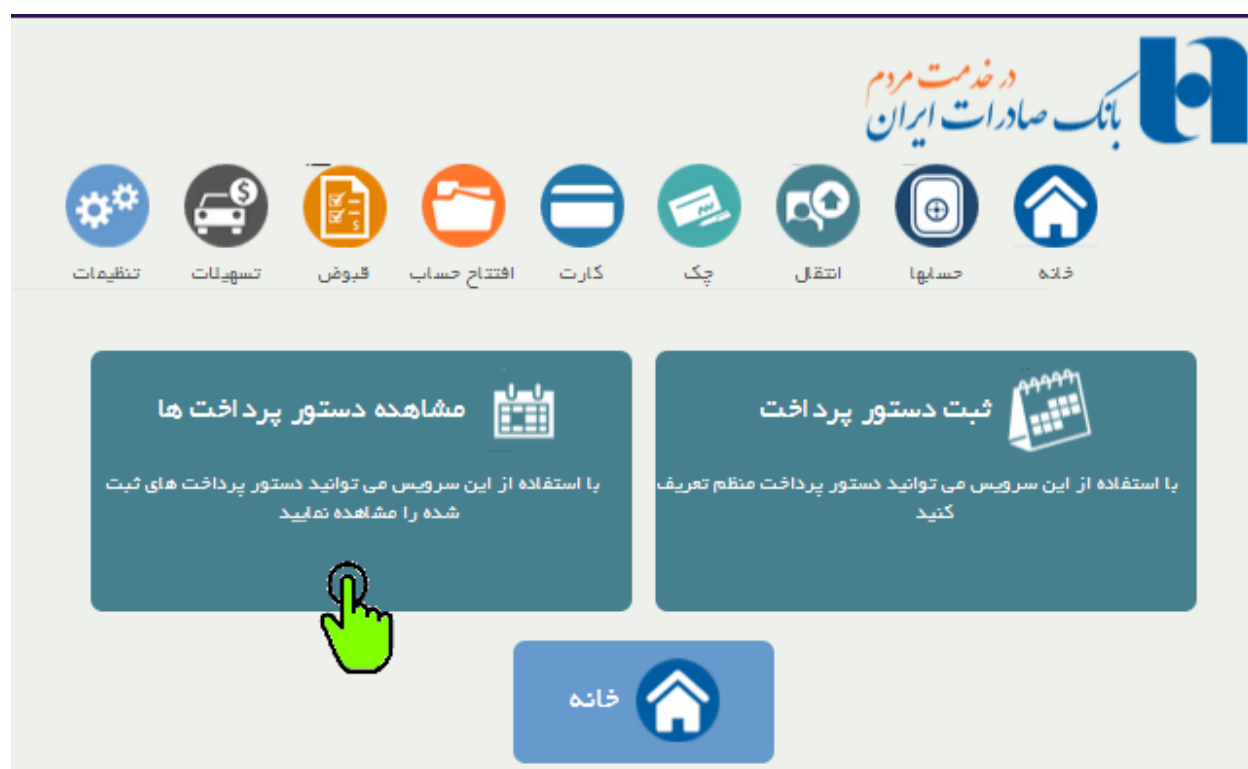 در خدمت مردم
بانک صادرات ایران
خانه
حسابها
انتقال
چک
کارت
افتتاح حساب
قبوض
تسهیلات
تنظیمات
ثبت دستور پرداخت
با استفاده از این سرویس می توانید دستور پرداخت منظم تعریف
کنید
مشاهده دستور پرداخت ها
با استفاده از این سرویس می توانید دستور پرداخت های ثبت
شده را مشاهده نمایید
خانه